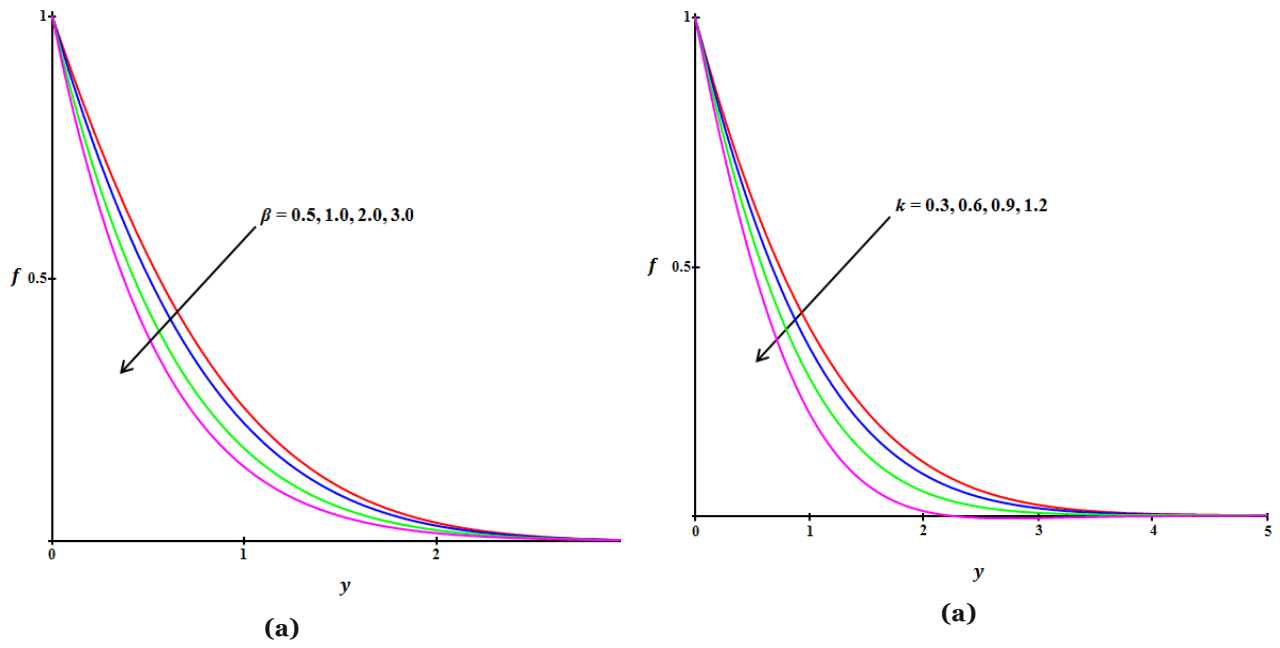 1
β = 0.5, 1.0, 2.0, 3.0
f 0.5
0 1 2
y
(a)
1
k = 0.3, 0.6, 0.9, 1.2
f 0.5
0 1 2 3 4 5
y
(a)